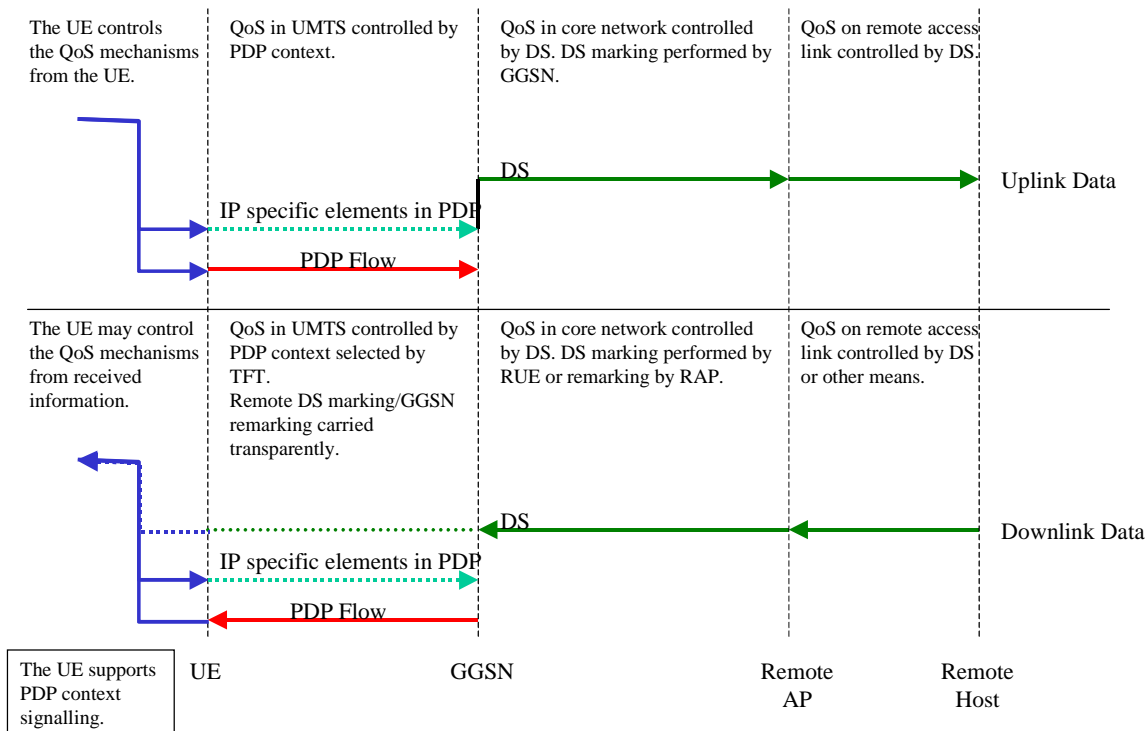 The UE controls
the QoS mechanisms
from the UE.
QoS in UMTS controlled by
PDP context.
QoS in core network controlled
by DS. DS marking performed by
GGSN.
QoS on remote access
link controlled by DS.
DS
Uplink Data
IP specific elements in PDP
PDP Flow
The UE may control
the QoS mechanisms
from received
information.
QoS in UMTS controlled by
PDP context selected by
TFT.
Remote DS marking/GGSN
remarking carried
transparently.
QoS in core network controlled
by DS. DS marking performed by
RUE or remarking by RAP.
QoS on remote access
link controlled by DS
or other means.
DS
Downlink Data
IP specific elements in PDP
PDP Flow
The UE supports
PDP context
signalling.
UE
GGSN
Remote
AP
Remote
Host